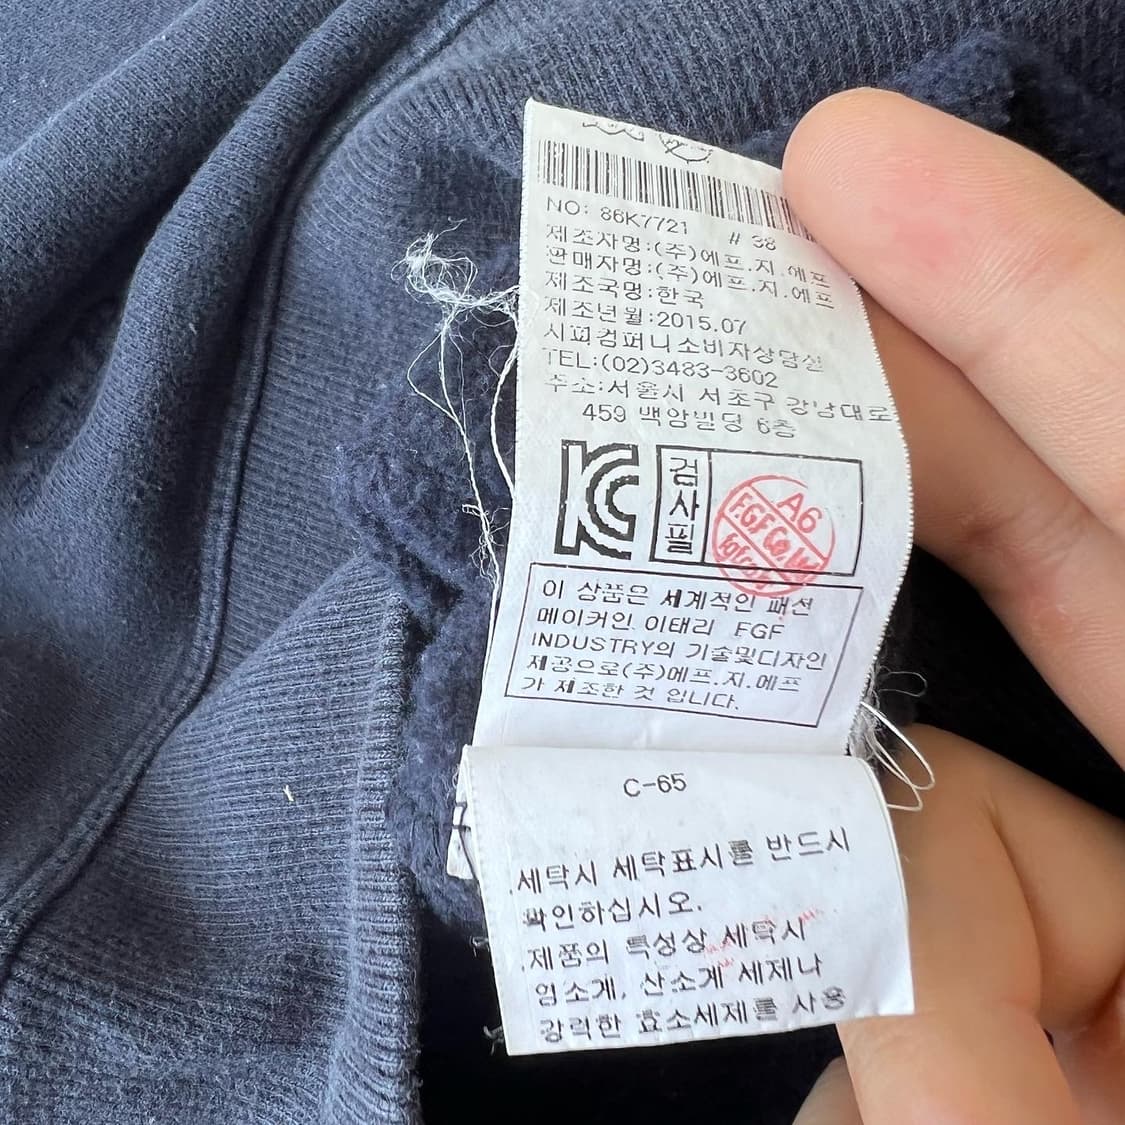 NO: 86K7721 # 38
제조자명:(주)에프.지.에프
판매자명:(주)에프.지.에프
제조국명:한국
제조년월:2015.07
시피컴퍼니소비자상담실
TEL:(02)3483-3602
주소:서울시 서초구 강남대로
459 백암빌딩 6층
KC
검사필
A6
FGF Co.
이 상품은 세계적인 패션
메이커인 이태리 FGF
INDUSTRY의 기술및디자인
제공으로(주)에프.지.에프
가 제조한 것 입니다.
C-65
세탁시 세탁표시를 반드시
확인하십시오.
제품의 특성상 세탁시
염소계, 산소계 세제나
강력한 효소세제를 사용